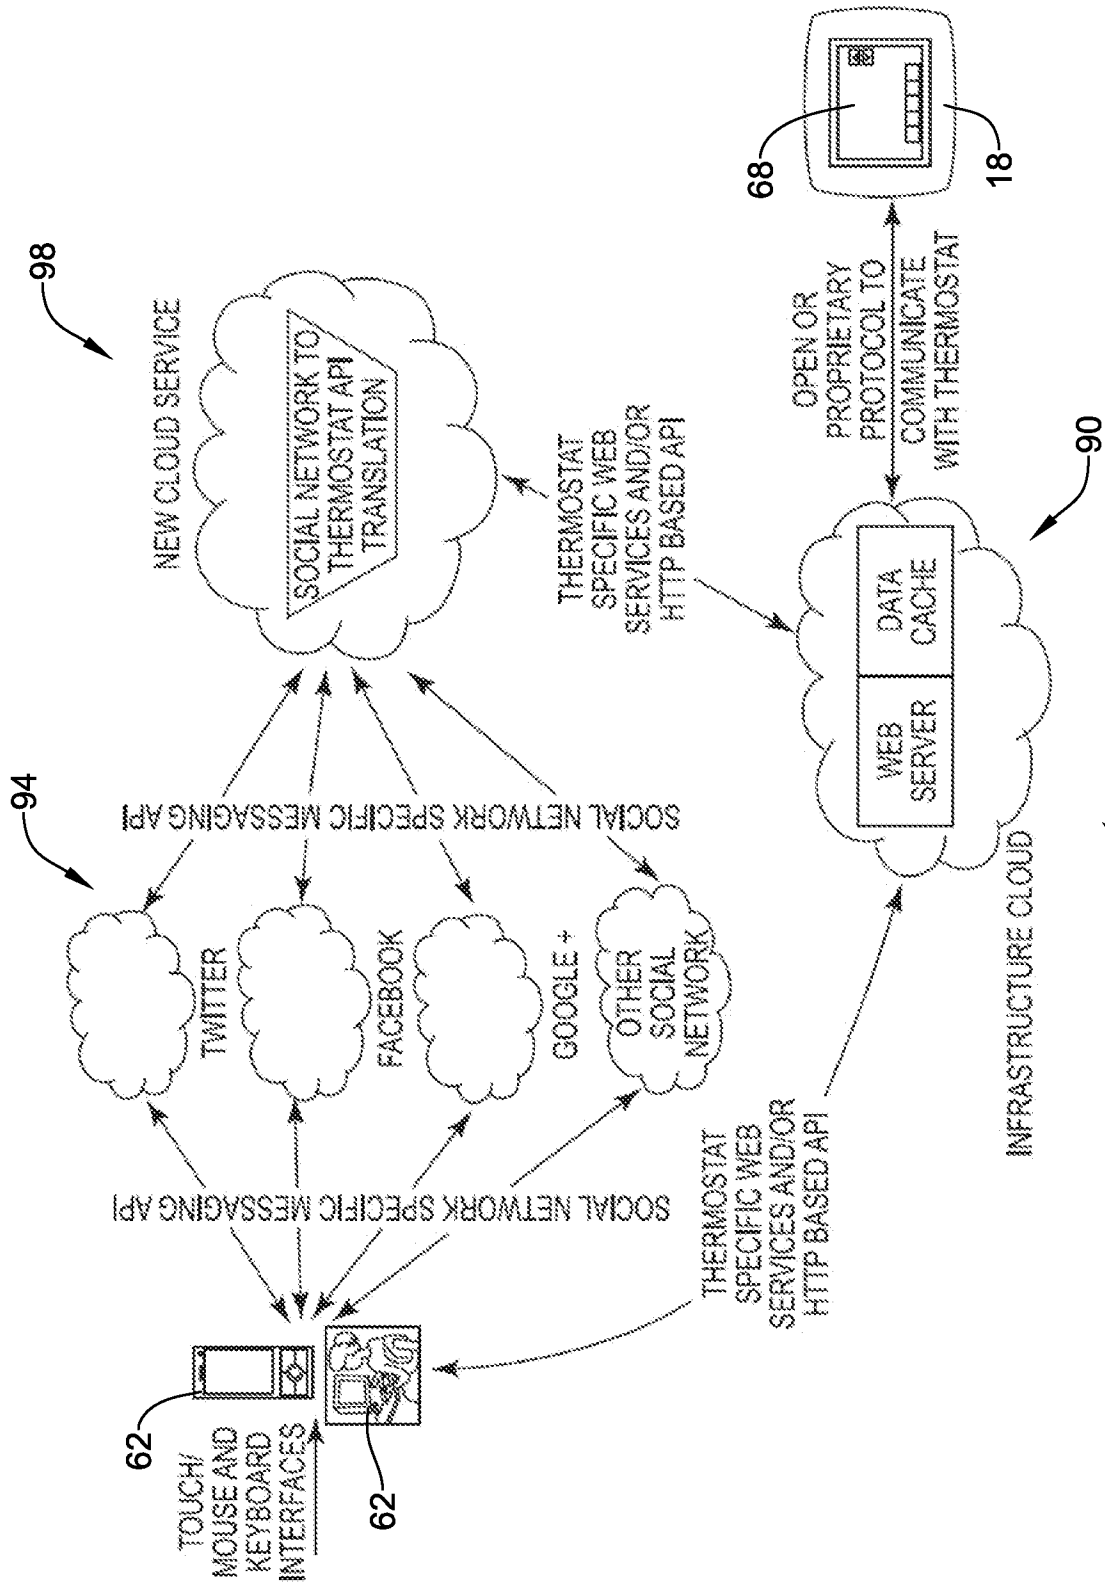 TOUCH/
MOUSE AND
KEYBOARD
INTERFACES
62
62
SOCIAL NETWORK SPECIFIC MESSAGING API
94
TWITTER
FACEBOOK
GOOGLE +
OTHER
SOCIAL
NETWORK
SOCIAL NETWORK SPECIFIC MESSAGING API
98
NEW CLOUD SERVICE
SOCIAL NETWORK TO
THERMOSTAT API
TRANSLATION
THERMOSTAT
SPECIFIC WEB
SERVICES AND/OR
HTTP BASED API
THERMOSTAT
SPECIFIC WEB
SERVICES AND/OR
HTTP BASED API
WEB
SERVER
DATA
CACHE
INFRASTRUCTURE CLOUD
90
OPEN OR
PROPRIETARY
PROTOCOL TO
COMMUNICATE
WITH THERMOSTAT
68
18